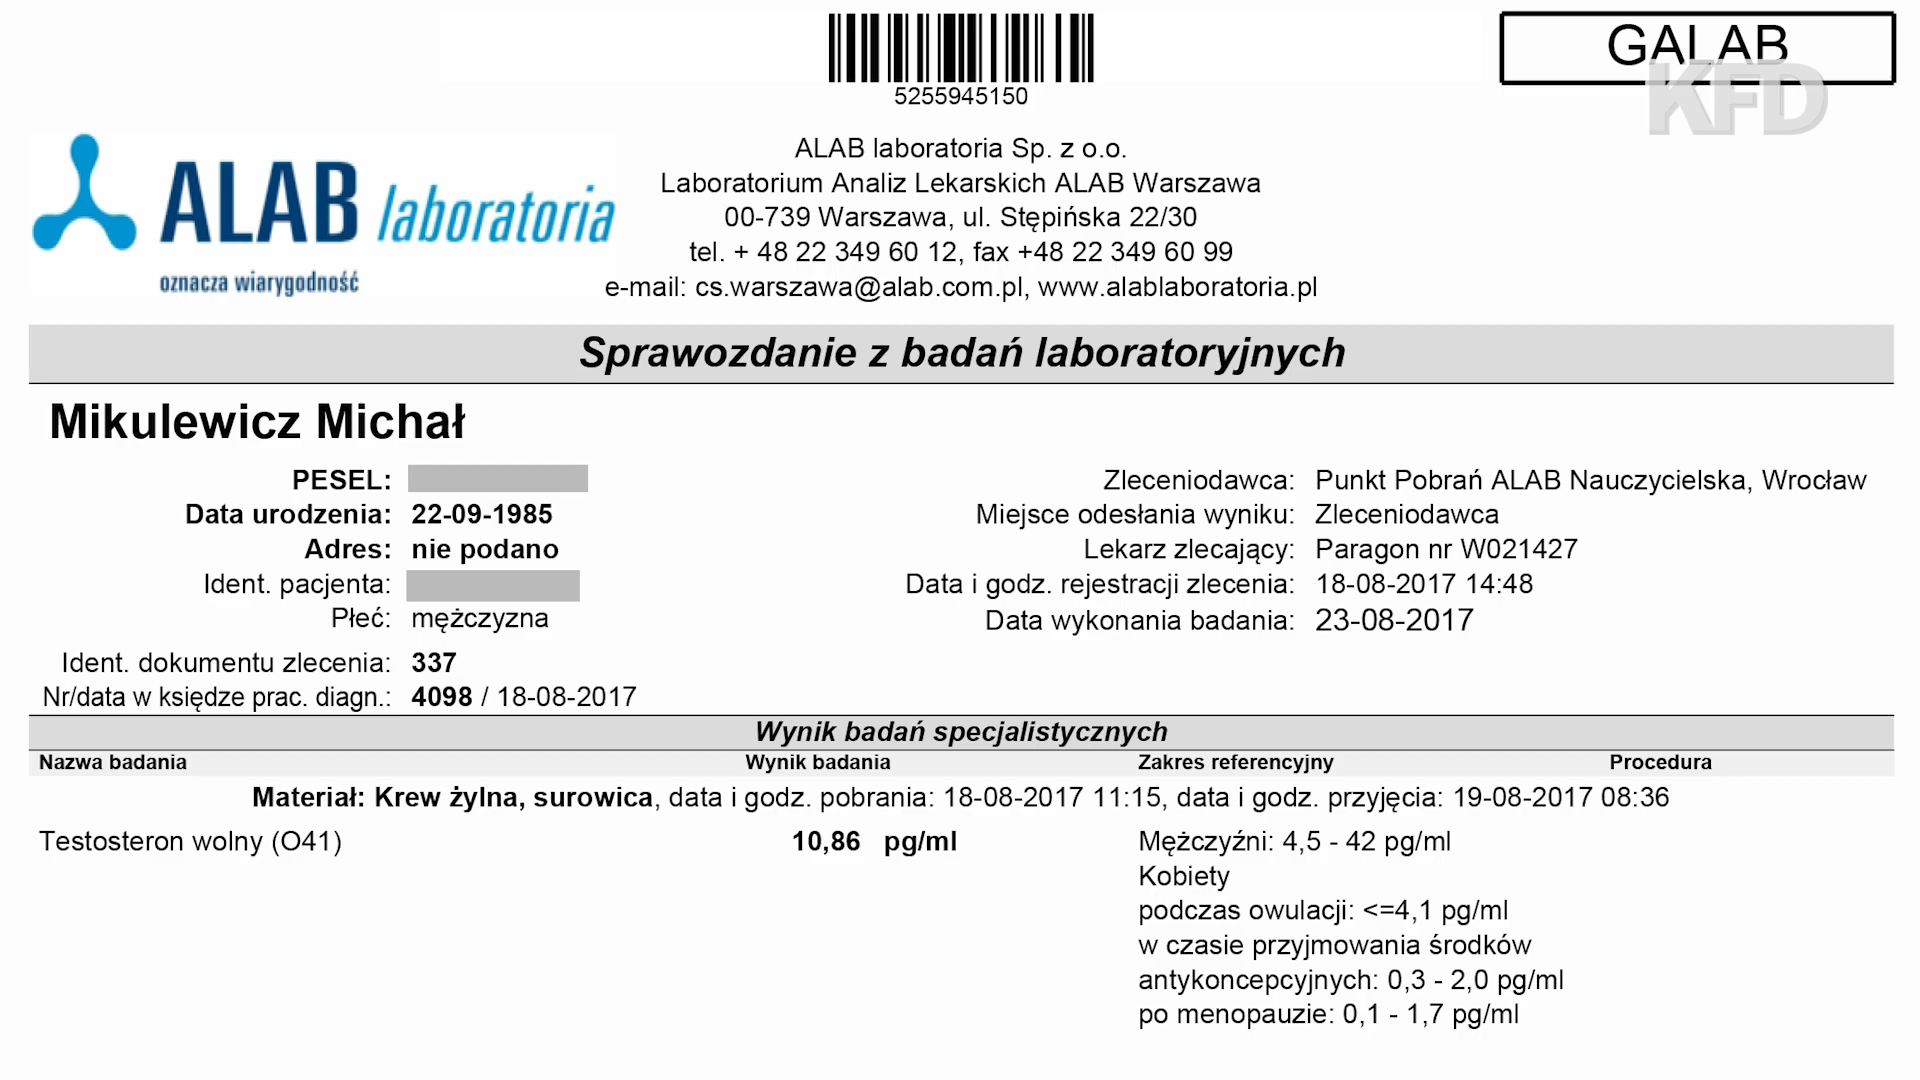 5255945150
GALAB
KFD
ALAB laboratoria
oznacza wiarygodność
ALAB laboratoria Sp. z o.o.
Laboratorium Analiz Lekarskich ALAB Warszawa
00-739 Warszawa, ul. Stępińska 22/30
tel. + 48 22 349 60 12, fax +48 22 349 60 99
e-mail: cs.warszawa@alab.com.pl, www.alablaboratoria.pl
Sprawozdanie z badań laboratoryjnych
Mikulewicz Michał
PESEL:
Data urodzenia: 22-09-1985
Adres: nie podano
Ident. pacjenta:
Płeć: mężczyzna
Ident. dokumentu zlecenia: 337
Nr/data w księdze prac. diagn.: 4098 / 18-08-2017
Zleceniodawca: Punkt Pobrań ALAB Nauczycielska, Wrocław
Miejsce odesłania wyniku: Zleceniodawca
Lekarz zlecający: Paragon nr W021427
Data i godz. rejestracji zlecenia: 18-08-2017 14:48
Data wykonania badania: 23-08-2017
Wynik badań specjalistycznych
Nazwa badania Wynik badania Zakres referencyjny Procedura
Materiał: Krew żylna, surowica, data i godz. pobrania: 18-08-2017 11:15, data i godz. przyjęcia: 19-08-2017 08:36
Testosteron wolny (O41) 10,86 pg/ml Mężczyźni: 4,5 - 42 pg/ml
Kobiety
podczas owulacji: <=4,1 pg/ml
w czasie przyjmowania środków
antykoncepcyjnych: 0,3 - 2,0 pg/ml
po menopauzie: 0,1 - 1,7 pg/ml